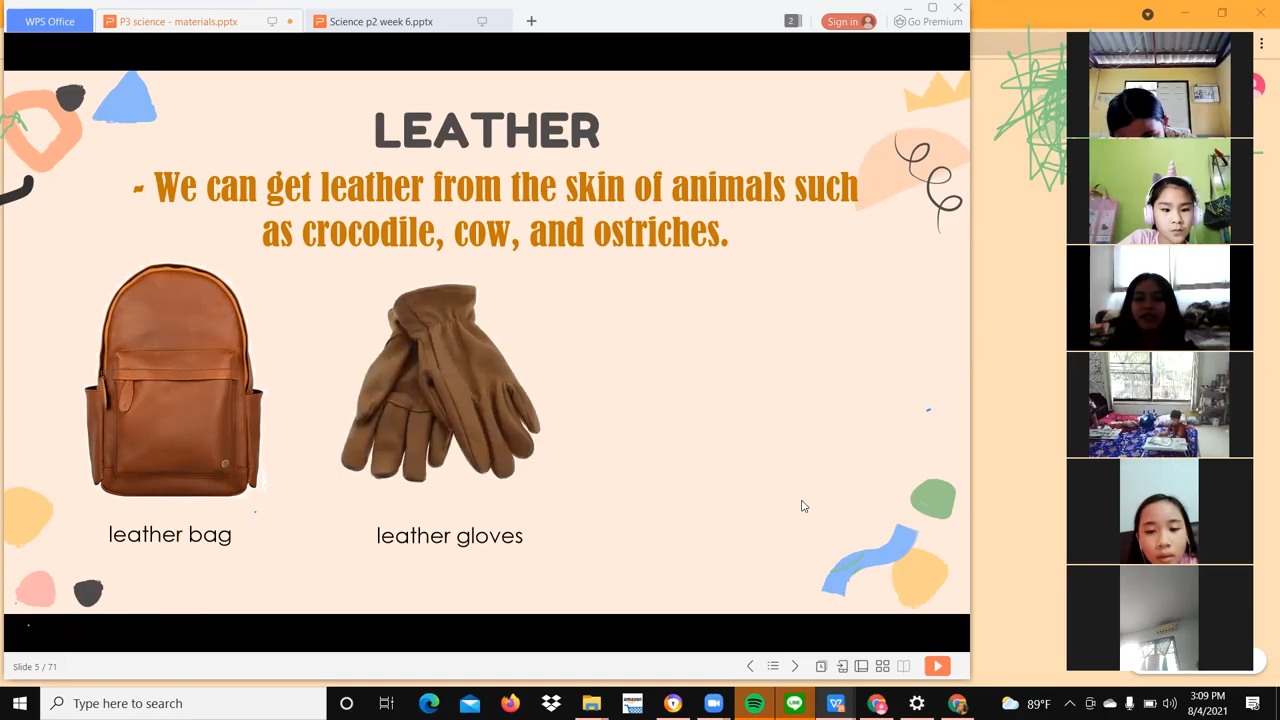 WPS Office
P3 science - materials.pptx
Science p2 week 6.pptx
2
Sign in
Go Premium
LEATHER
- We can get leather from the skin of animals such
as crocodile, cow, and ostriches.
leather bag
leather gloves
Slide 5 / 71
Type here to search
amazon
89°F
3:09 PM
8/4/2021